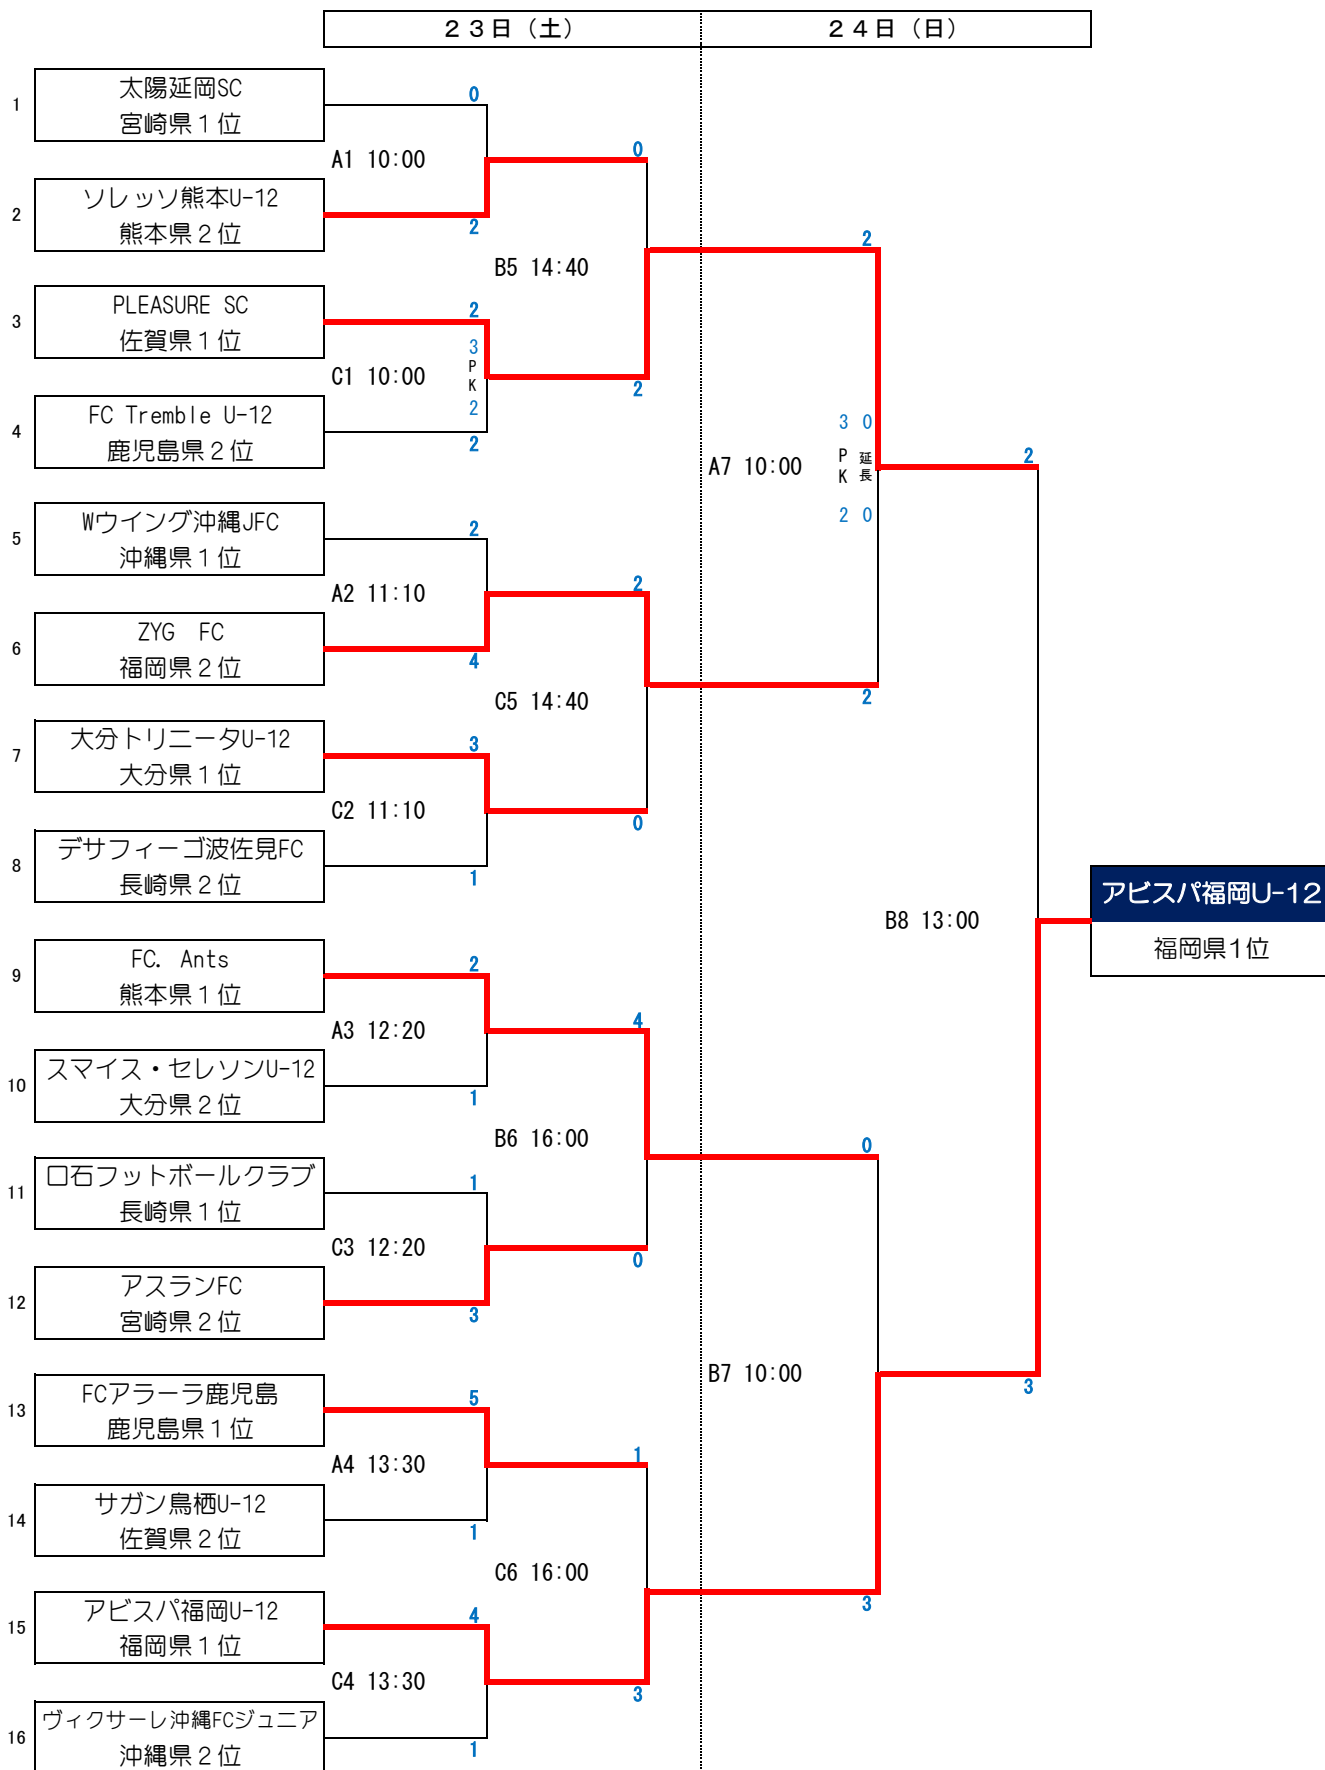 ２３日（土）
２４日（日）
1
太陽延岡SC
宮崎県１位
0
A1 10:00
0
2
ソレッソ熊本U-12
熊本県２位
2
B5 14:40
2
3
PLEASURE SC
佐賀県１位
2
3
PK
2
C1 10:00
2
4
FC Tremble U-12
鹿児島県２位
2
3 0
PK 延長
2 0
A7 10:00
2
5
Wウイング沖縄JFC
沖縄県１位
2
A2 11:10
2
6
ZYG　FC
福岡県２位
4
C5 14:40
2
7
大分トリニータU-12
大分県１位
3
C2 11:10
0
8
デサフィーゴ波佐見FC
長崎県２位
1
B8 13:00
アビスパ福岡U-12
福岡県1位
9
FC. Ants
熊本県１位
2
A3 12:20
4
10
スマイス・セレソンU-12
大分県２位
1
B6 16:00
0
11
口石フットボールクラブ
長崎県１位
1
C3 12:20
0
12
アスランFC
宮崎県２位
3
B7 10:00
3
13
FCアラーラ鹿児島
鹿児島県１位
5
A4 13:30
1
14
サガン鳥栖U-12
佐賀県２位
1
C6 16:00
3
15
アビスパ福岡U-12
福岡県１位
4
C4 13:30
3
16
ヴィクサーレ沖縄FCジュニア
沖縄県２位
1